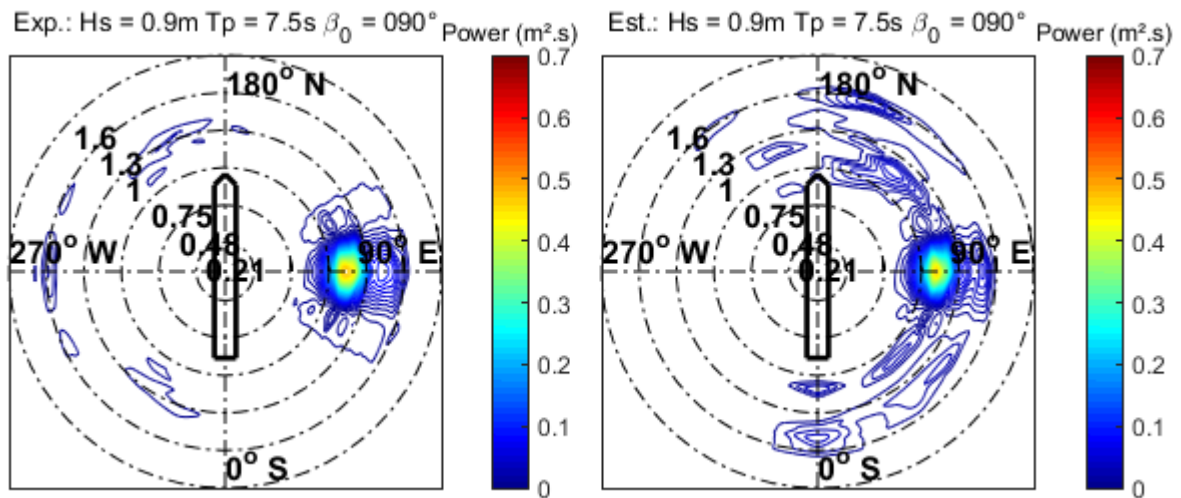 Exp.: Hs = 0.9m Tp = 7.5s β₀ = 090° Power (m².s)
180° N
1.6
1.3
1
0.75
0.48
0.21
270° W
90° E
0° S
0.7
0.6
0.5
0.4
0.3
0.2
0.1
0
Est.: Hs = 0.9m Tp = 7.5s β₀ = 090° Power (m².s)
180° N
1.6
1.3
1
0.75
0.48
0.21
270° W
90° E
0° S
0.7
0.6
0.5
0.4
0.3
0.2
0.1
0